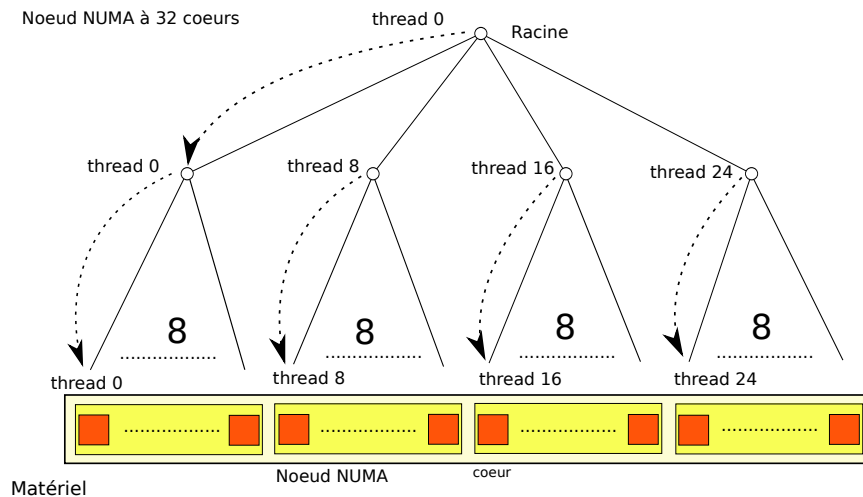 Noeud NUMA à 32 coeurs
thread 0
Racine
thread 0
thread 8
thread 16
thread 24
8
8
8
8
thread 0
thread 8
thread 16
thread 24
Noeud NUMA
coeur
Matériel